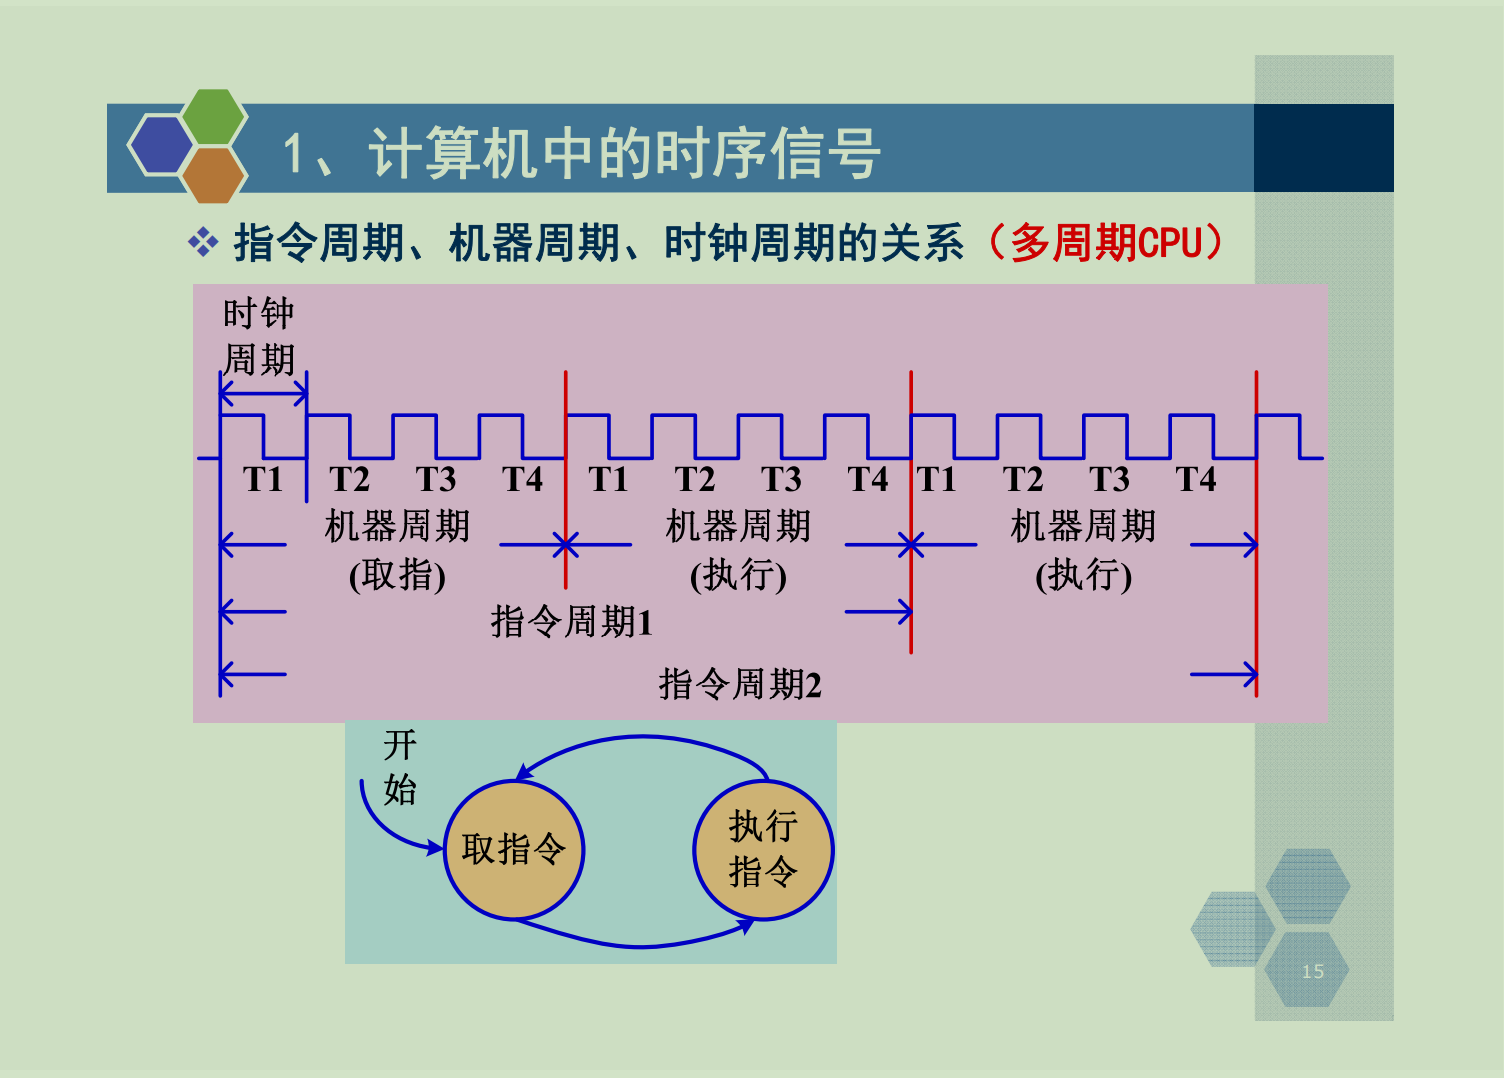 1、计算机中的时序信号
指令周期、机器周期、时钟周期的关系（多周期CPU）
时钟
周期
T1 T2 T3 T4 T1 T2 T3 T4 T1 T2 T3 T4
机器周期 机器周期 机器周期
(取指) (执行) (执行)
指令周期1
指令周期2
开
始
取指令
执行
指令
15